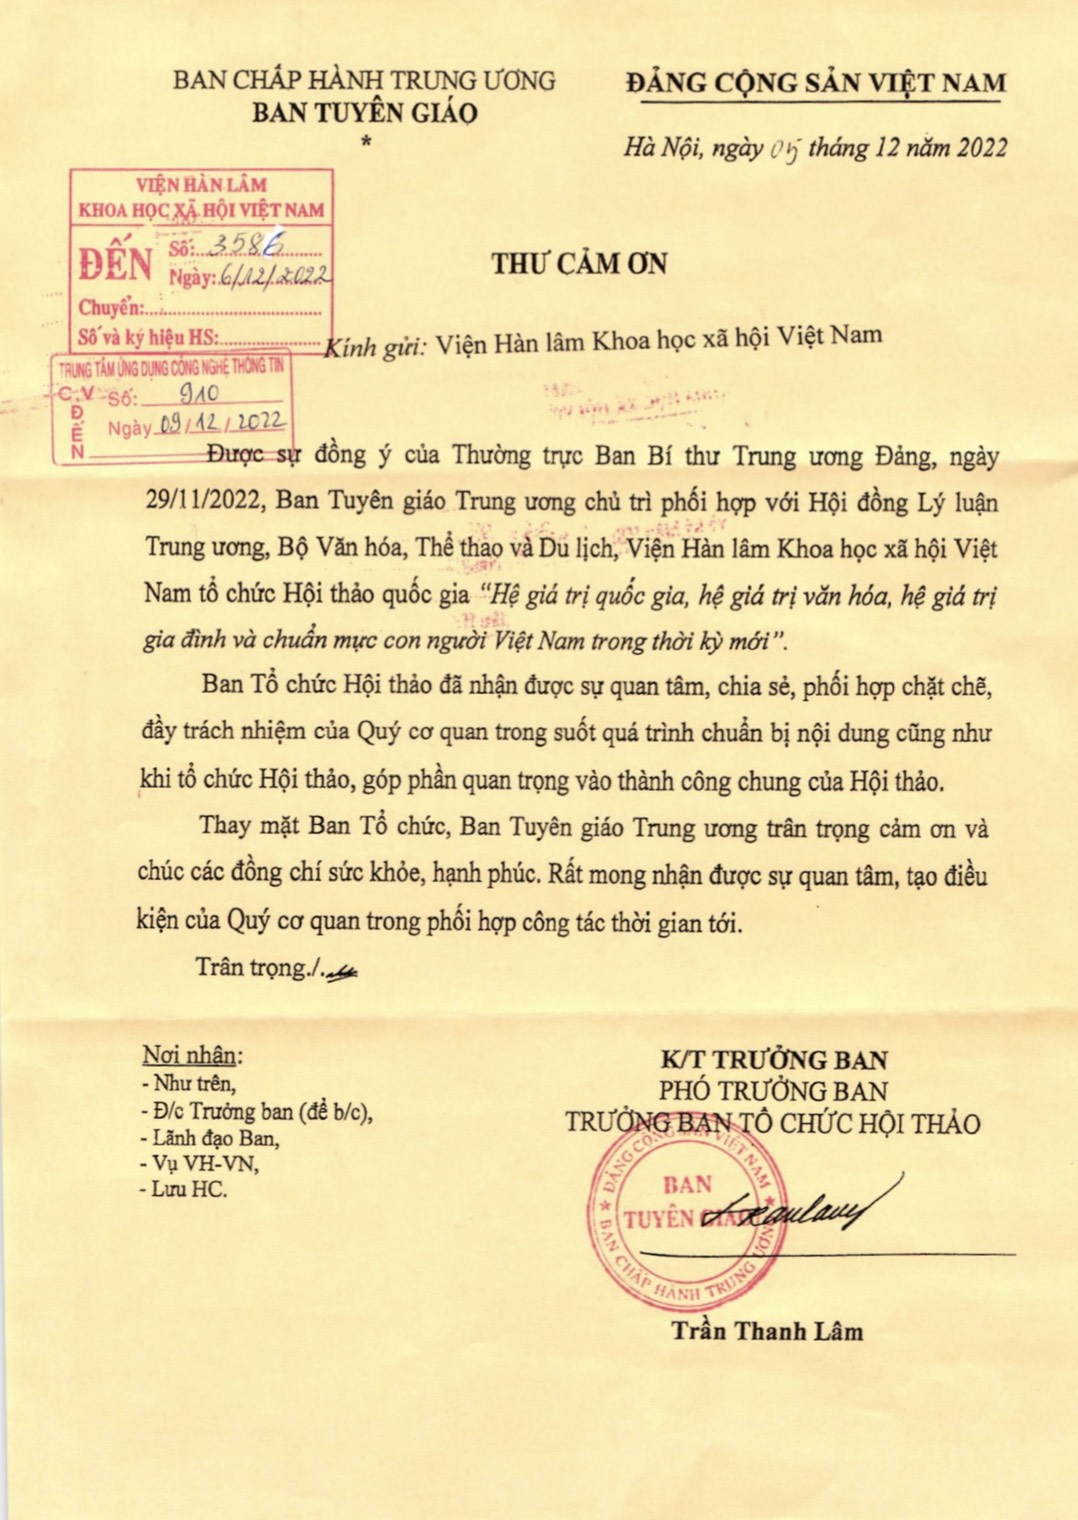 BAN CHẤP HÀNH TRUNG ƯƠNG
BAN TUYÊN GIÁO
*
ĐẢNG CỘNG SẢN VIỆT NAM
Hà Nội, ngày 05 tháng 12 năm 2022
VIỆN HÀN LÂM
KHOA HỌC XÃ HỘI VIỆT NAM
ĐẾN
Số: 3586
Ngày: 6/12/2022
Chuyển:
Số và ký hiệu HS:
TRUNG TÂM ỨNG DỤNG CÔNG NGHỆ THÔNG TIN
C.V ĐẾN
Số: 910
Ngày 09/12/2022
THƯ CẢM ƠN
Kính gửi: Viện Hàn lâm Khoa học xã hội Việt Nam
Được sự đồng ý của Thường trực Ban Bí thư Trung ương Đảng, ngày
29/11/2022, Ban Tuyên giáo Trung ương chủ trì phối hợp với Hội đồng Lý luận
Trung ương, Bộ Văn hóa, Thể thao và Du lịch, Viện Hàn lâm Khoa học xã hội Việt
Nam tổ chức Hội thảo quốc gia “Hệ giá trị quốc gia, hệ giá trị văn hóa, hệ giá trị
gia đình và chuẩn mực con người Việt Nam trong thời kỳ mới”.
Ban Tổ chức Hội thảo đã nhận được sự quan tâm, chia sẻ, phối hợp chặt chẽ,
đầy trách nhiệm của Quý cơ quan trong suốt quá trình chuẩn bị nội dung cũng như
khi tổ chức Hội thảo, góp phần quan trọng vào thành công chung của Hội thảo.
Thay mặt Ban Tổ chức, Ban Tuyên giáo Trung ương trân trọng cảm ơn và
chúc các đồng chí sức khỏe, hạnh phúc. Rất mong nhận được sự quan tâm, tạo điều
kiện của Quý cơ quan trong phối hợp công tác thời gian tới.
Trân trọng./.
Nơi nhận:
- Như trên,
- Đ/c Trưởng ban (để b/c),
- Lãnh đạo Ban,
- Vụ VH-VN,
- Lưu HC.
K/T TRƯỞNG BAN
PHÓ TRƯỞNG BAN
TRƯỞNG BAN TỔ CHỨC HỘI THẢO
ĐẢNG CỘNG SẢN VIỆT NAM
BAN
TUYÊN GIÁO
BAN CHẤP HÀNH TRUNG ƯƠNG
Trần Thanh Lâm